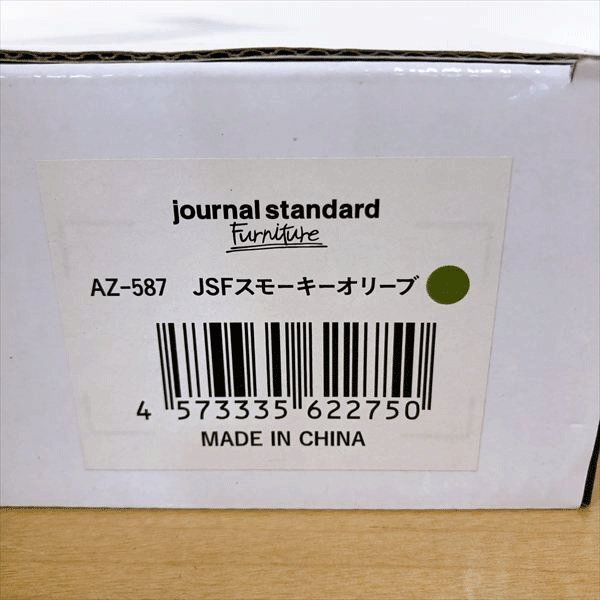 journal standard
Furniture
AZ-587 JSFスモーキーオリーブ
4 573335 622750
MADE IN CHINA